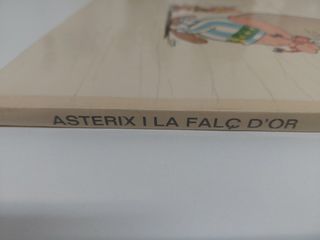 ASTERIX I LA FALÇ D'OR